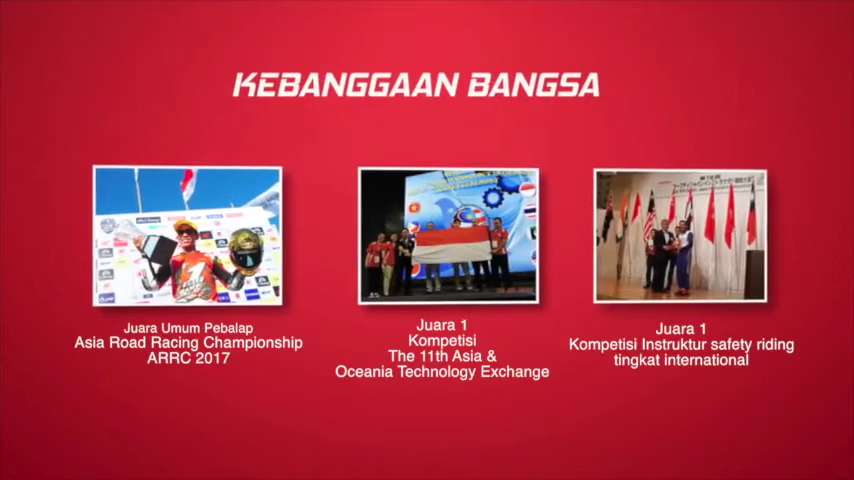 KEBANGGAAN BANGSA
Juara Umum Pebalap
Asia Road Racing Championship
ARRC 2017
Juara 1
Kompetisi
The 11th Asia &
Oceania Technology Exchange
Juara 1
Kompetisi Instruktur safety riding
tingkat international